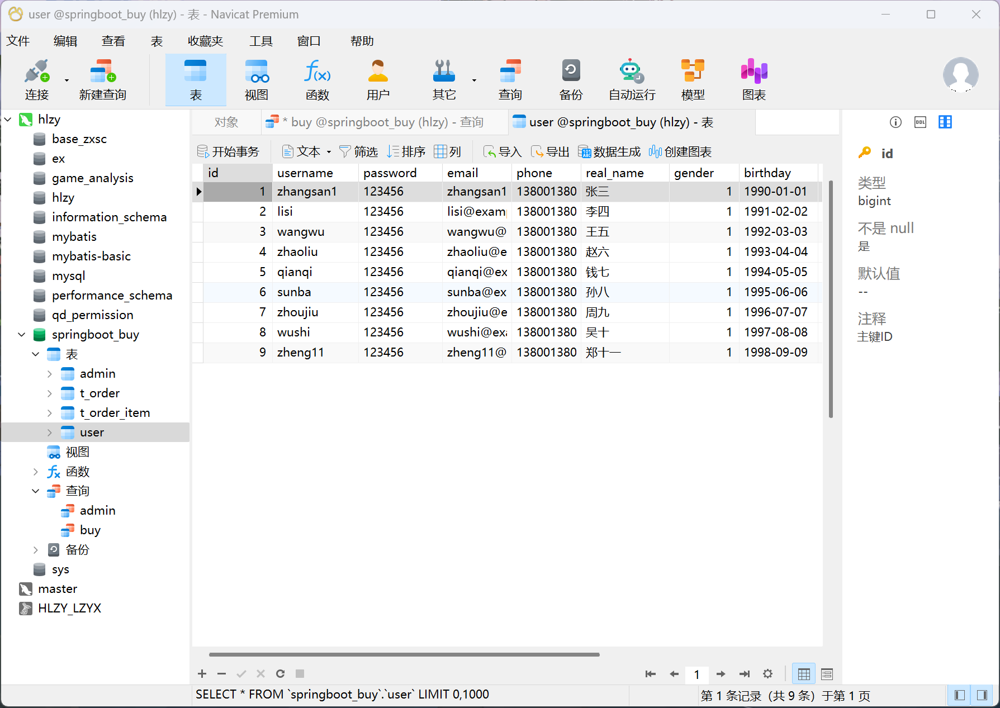 user @springboot_buy (hlzy) - 表 - Navicat Premium
文件 编辑 查看 表 收藏夹 工具 窗口 帮助
连接 新建查询 表 视图 函数 用户 其它 查询 备份 自动运行 模型 图表
hlzy
base_zxsc
ex
game_analysis
hlzy
information_schema
mybatis
mybatis-basic
mysql
performance_schema
qd_permission
springboot_buy
表
admin
t_order
t_order_item
user
视图
函数
查询
admin
buy
备份
sys
master
HLZY_LZYX
对象 * buy @springboot_buy (hlzy) - 查询 user @springboot_buy (hlzy) - 表
开始事务 文本 筛选 排序 列 导入 导出 数据生成 创建图表
id username password email phone real_name gender birthday
1 zhangsan1 123456 zhangsan1 138001380 张三 1 1990-01-01
2 lisi 123456 lisi@exam 138001380 李四 1 1991-02-02
3 wangwu 123456 wangwu@ 138001380 王五 1 1992-03-03
4 zhaoliu 123456 zhaoliu@e 138001380 赵六 1 1993-04-04
5 qianqi 123456 qianqi@ex 138001380 钱七 1 1994-05-05
6 sunba 123456 sunba@ex 138001380 孙八 1 1995-06-06
7 zhoujiu 123456 zhoujiu@e 138001380 周九 1 1996-07-07
8 wushi 123456 wushi@exa 138001380 吴十 1 1997-08-08
9 zheng11 123456 zheng11@ 138001380 郑十一 1 1998-09-09
DDL
id
类型
bigint
不是 null
是
默认值
--
注释
主键ID
1
SELECT * FROM `springboot_buy`.`user` LIMIT 0,1000
第 1 条记录（共 9 条）于第 1 页